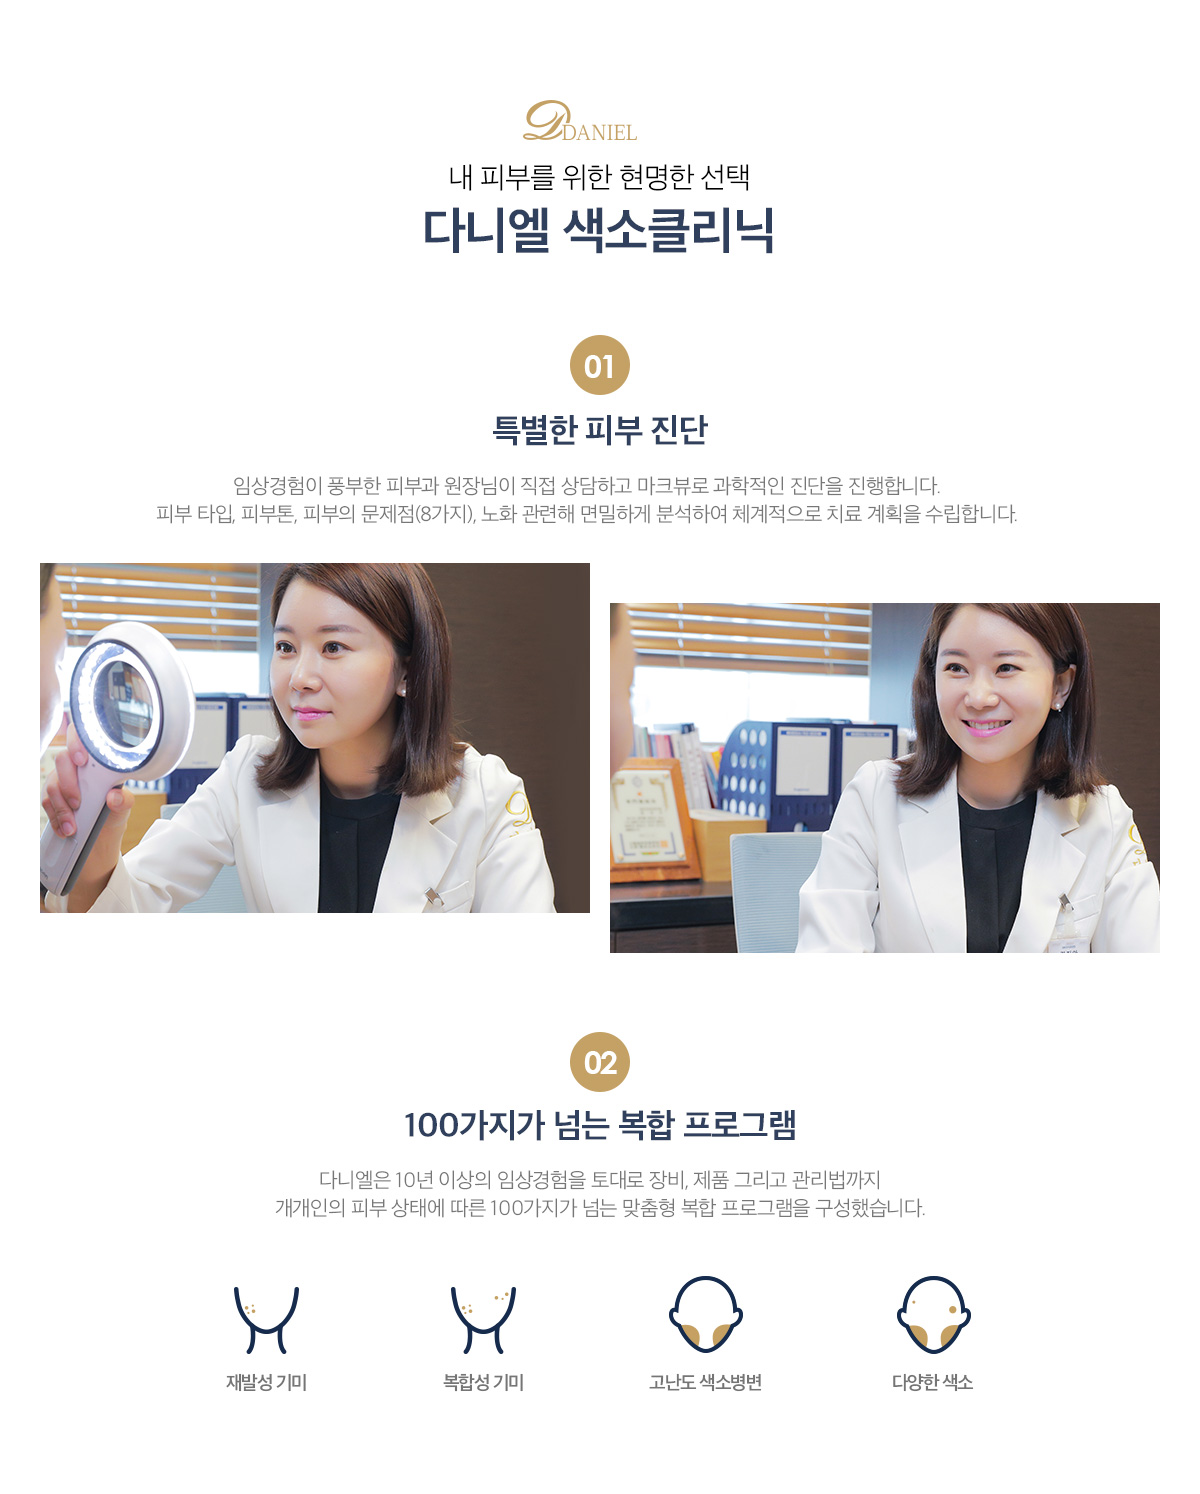 DANIEL
내 피부를 위한 현명한 선택
다니엘 색소클리닉
01
특별한 피부 진단
임상경험이 풍부한 피부과 원장님이 직접 상담하고 마크뷰로 과학적인 진단을 진행합니다.
피부 타입, 피부톤, 피부의 문제점(8가지), 노화 관련해 면밀하게 분석하여 체계적으로 치료 계획을 수립합니다.
02
100가지가 넘는 복합 프로그램
다니엘은 10년 이상의 임상경험을 토대로 장비, 제품 그리고 관리법까지
개개인의 피부 상태에 따른 100가지가 넘는 맞춤형 복합 프로그램을 구성했습니다.
재발성 기미
복합성 기미
고난도 색소병변
다양한 색소